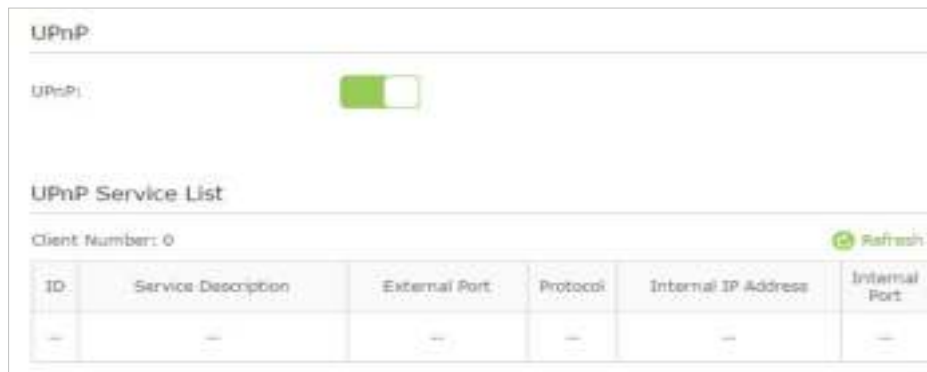 UPnP
UPnP:
UPnP Service List
Client Number: 0 Refresh
ID Service Description External Port Protocol Internal IP Address Internal Port
-- -- -- -- -- --